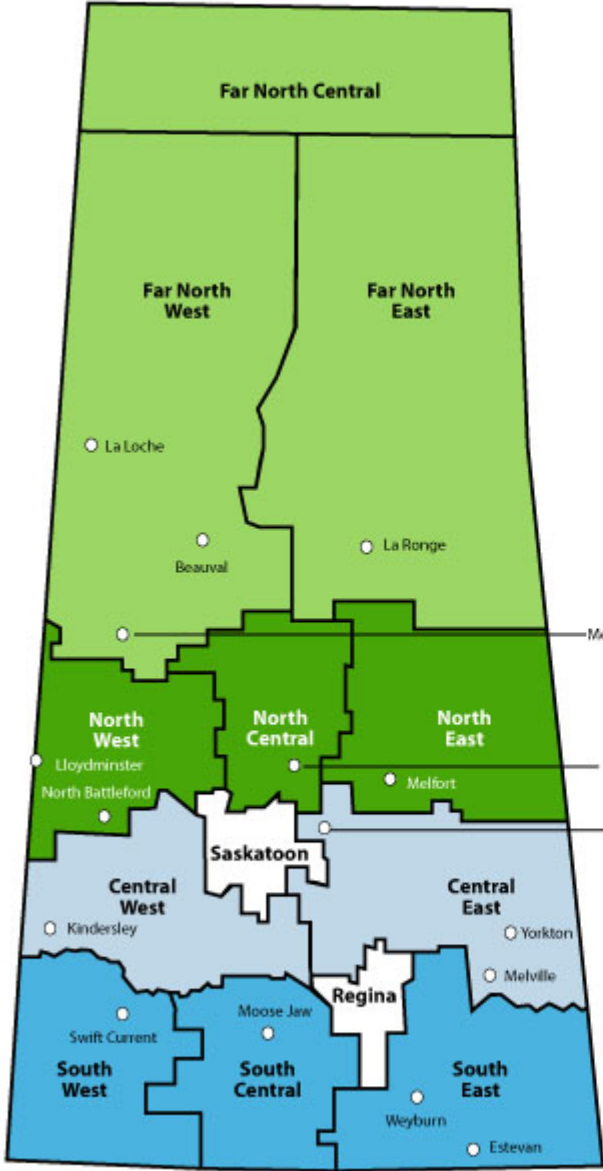 Far North Central
Far North
West
Far North
East
La Loche
Beauval
La Ronge
North
West
North
Central
North
East
Lloydminster
Melfort
North Battleford
Saskatoon
Central
West
Central
East
Kindersley
Yorkton
Melville
Regina
Moose Jaw
Swift Current
South
West
South
Central
South
East
Weyburn
Estevan